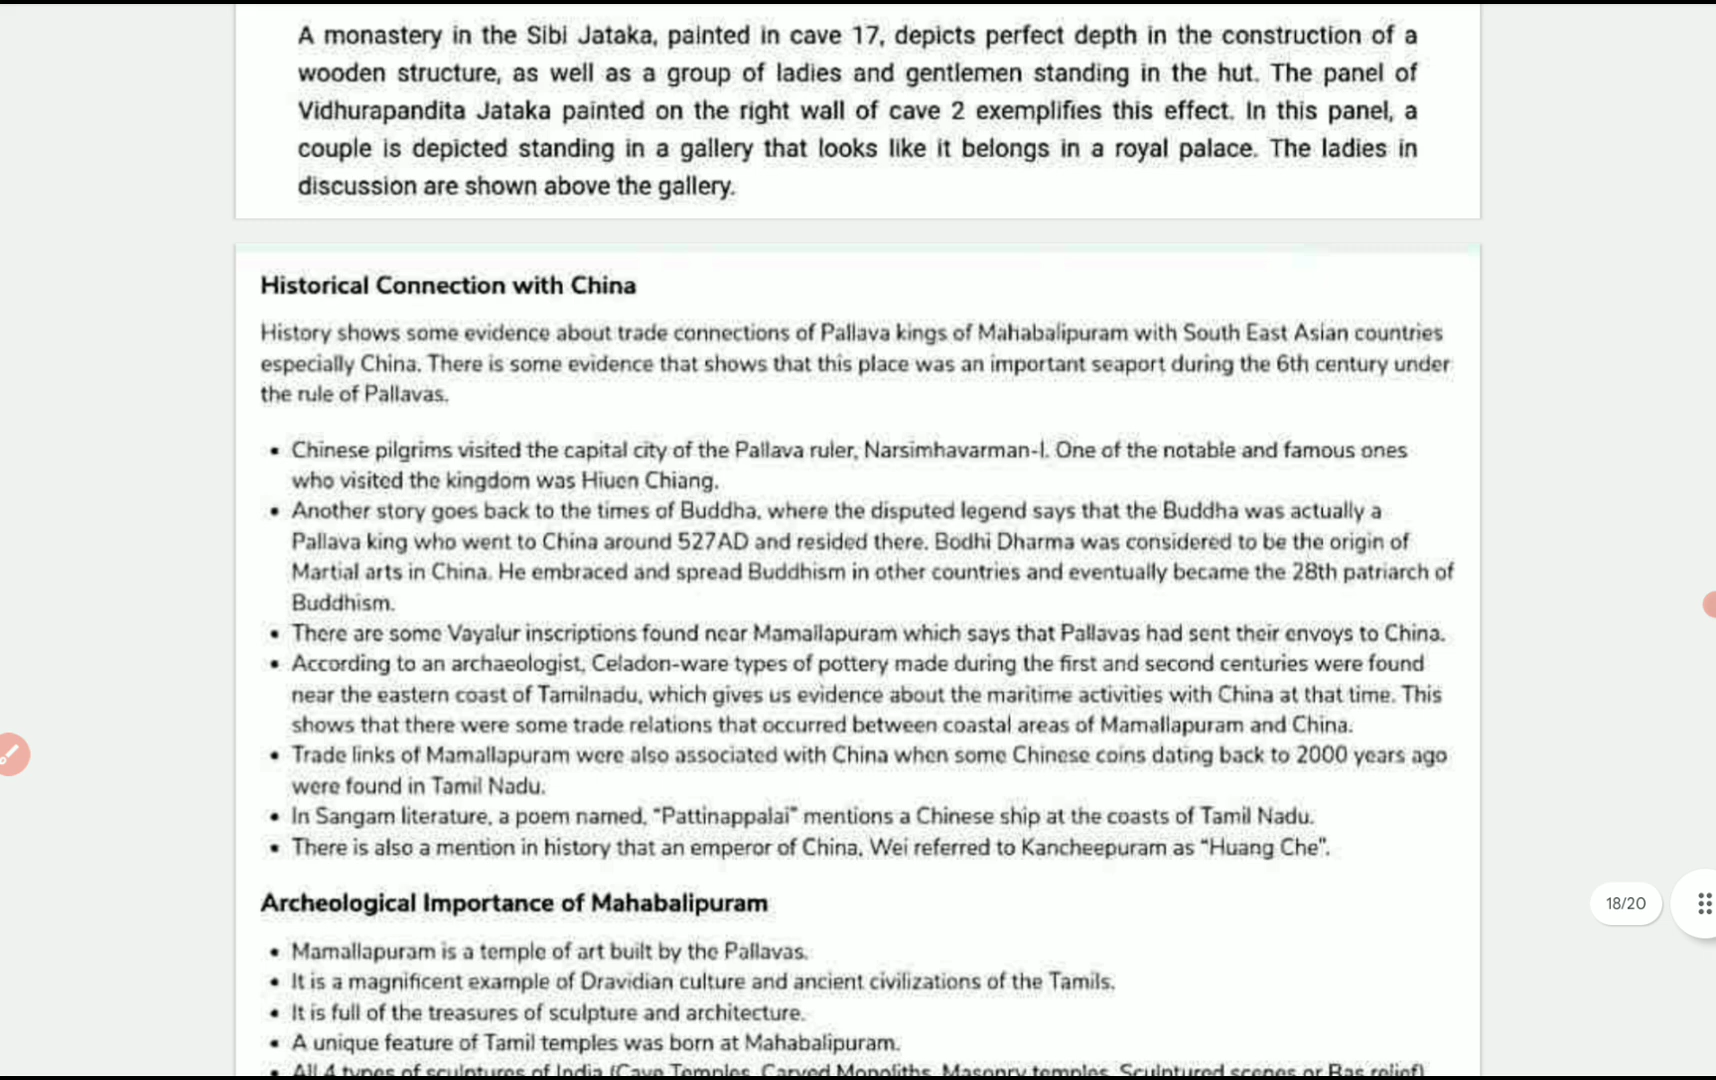 A monastery in the Sibi Jataka, painted in cave 17, depicts perfect depth in the construction of a
wooden structure, as well as a group of ladies and gentlemen standing in the hut. The panel of
Vidhurapandita Jataka painted on the right wall of cave 2 exemplifies this effect. In this panel, a
couple is depicted standing in a gallery that looks like it belongs in a royal palace. The ladies in
discussion are shown above the gallery.
Historical Connection with China
History shows some evidence about trade connections of Pallava kings of Mahabalipuram with South East Asian countries
especially China. There is some evidence that shows that this place was an important seaport during the 6th century under
the rule of Pallavas.
• Chinese pilgrims visited the capital city of the Pallava ruler, Narsimhavarman-I. One of the notable and famous ones
who visited the kingdom was Hiuen Chiang.
• Another story goes back to the times of Buddha, where the disputed legend says that the Buddha was actually a
Pallava king who went to China around 527AD and resided there. Bodhi Dharma was considered to be the origin of
Martial arts in China. He embraced and spread Buddhism in other countries and eventually became the 28th patriarch of
Buddhism.
• There are some Vayalur inscriptions found near Mamallapuram which says that Pallavas had sent their envoys to China.
• According to an archaeologist, Celadon-ware types of pottery made during the first and second centuries were found
near the eastern coast of Tamilnadu, which gives us evidence about the maritime activities with China at that time. This
shows that there were some trade relations that occurred between coastal areas of Mamallapuram and China.
• Trade links of Mamallapuram were also associated with China when some Chinese coins dating back to 2000 years ago
were found in Tamil Nadu.
• In Sangam literature, a poem named, "Pattinappalai" mentions a Chinese ship at the coasts of Tamil Nadu.
• There is also a mention in history that an emperor of China, Wei referred to Kancheepuram as "Huang Che".
18/20
Archeological Importance of Mahabalipuram
• Mamallapuram is a temple of art built by the Pallavas.
• It is a magnificent example of Dravidian culture and ancient civilizations of the Tamils.
• It is full of the treasures of sculpture and architecture.
• A unique feature of Tamil temples was born at Mahabalipuram.
• All 4 types of sculptures of India (Cave Temples, Carved Monoliths, Masonry temples, Sculptured scenes or Bas relief)